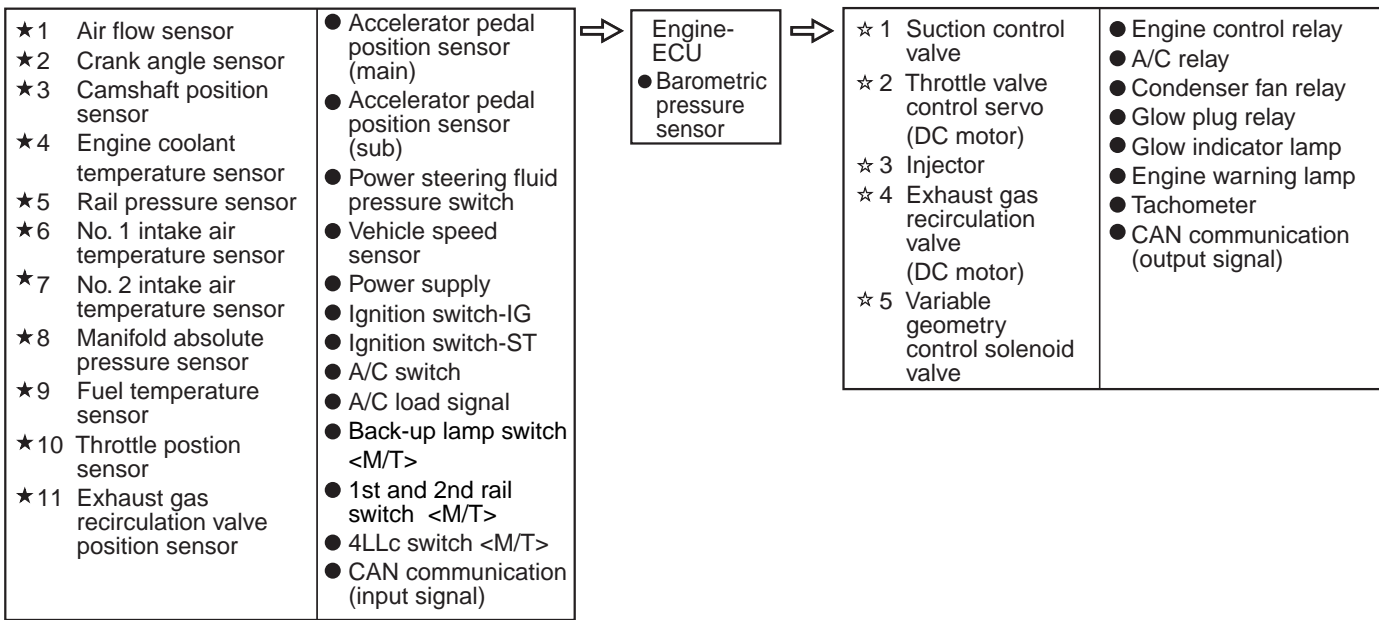 ★1 Air flow sensor
★2 Crank angle sensor
★3 Camshaft position
sensor
★4 Engine coolant
temperature sensor
★5 Rail pressure sensor
★6 No. 1 intake air
temperature sensor
★7 No. 2 intake air
temperature sensor
★8 Manifold absolute
pressure sensor
★9 Fuel temperature
sensor
★10 Throttle postion
sensor
★11 Exhaust gas
recirculation valve
position sensor
● Accelerator pedal
position sensor
(main)
● Accelerator pedal
position sensor
(sub)
● Power steering fluid
pressure switch
● Vehicle speed
sensor
● Power supply
● Ignition switch-IG
● Ignition switch-ST
● A/C switch
● A/C load signal
● Back-up lamp switch
<M/T>
● 1st and 2nd rail
switch <M/T>
● 4LLc switch <M/T>
● CAN communication
(input signal)
Engine-
ECU
● Barometric
pressure
sensor
☆1 Suction control
valve
☆2 Throttle valve
control servo
(DC motor)
☆3 Injector
☆4 Exhaust gas
recirculation
valve
(DC motor)
☆5 Variable
geometry
control solenoid
valve
● Engine control relay
● A/C relay
● Condenser fan relay
● Glow plug relay
● Glow indicator lamp
● Engine warning lamp
● Tachometer
● CAN communication
(output signal)